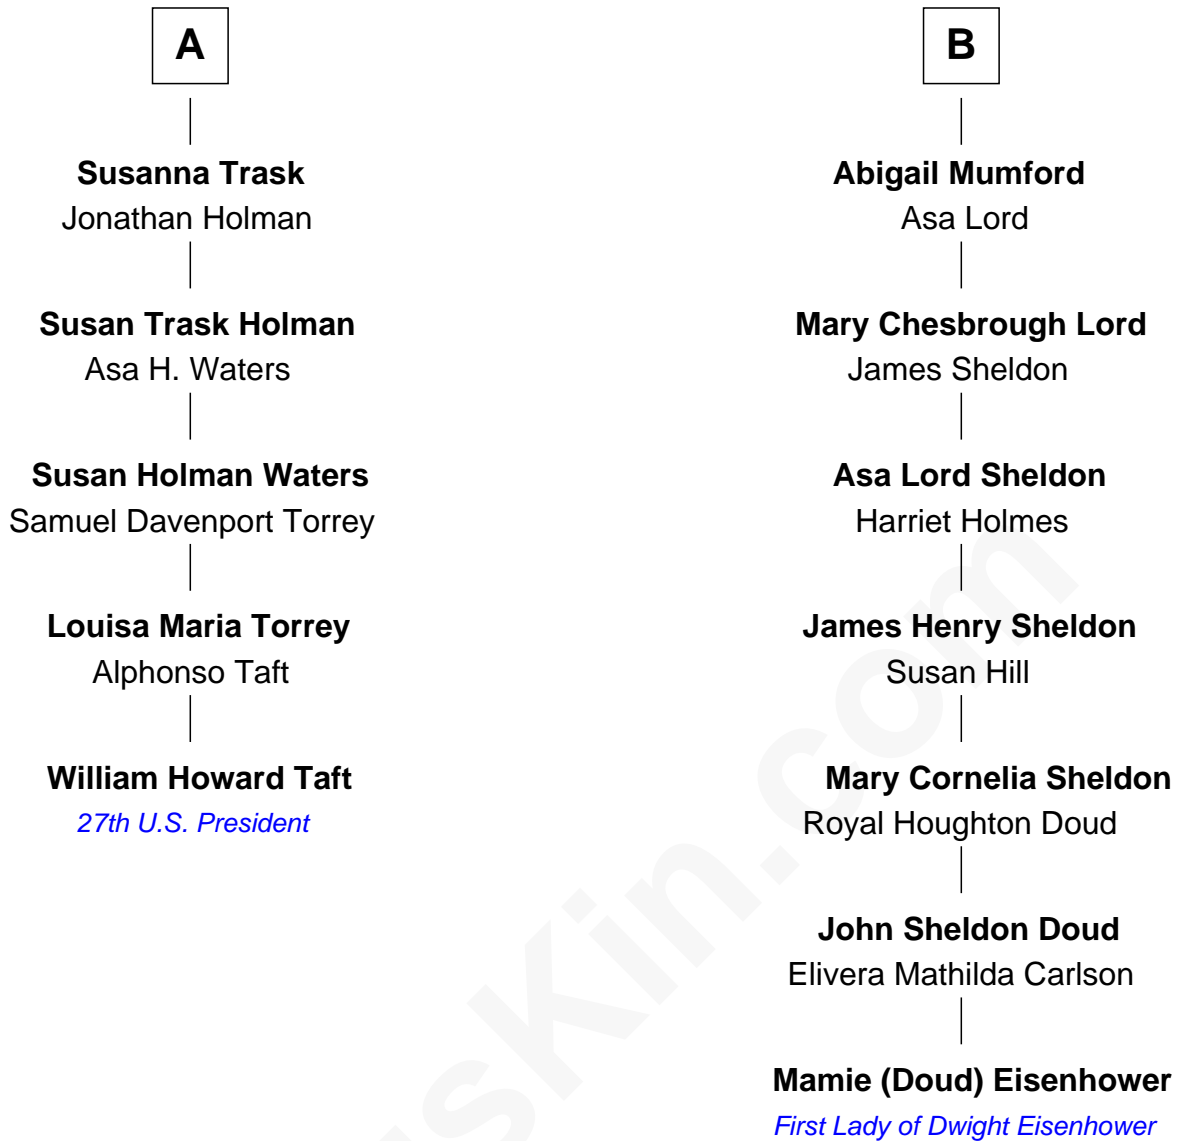 A
Susanna Trask
Jonathan Holman
Susan Trask Holman
Asa H. Waters
Susan Holman Waters
Samuel Davenport Torrey
Louisa Maria Torrey
Alphonso Taft
William Howard Taft
27th U.S. President
B
Abigail Mumford
Asa Lord
Mary Chesbrough Lord
James Sheldon
Asa Lord Sheldon
Harriet Holmes
James Henry Sheldon
Susan Hill
Mary Cornelia Sheldon
Royal Houghton Doud
John Sheldon Doud
Elivera Mathilda Carlson
Mamie (Doud) Eisenhower
First Lady of Dwight Eisenhower
usKin.com